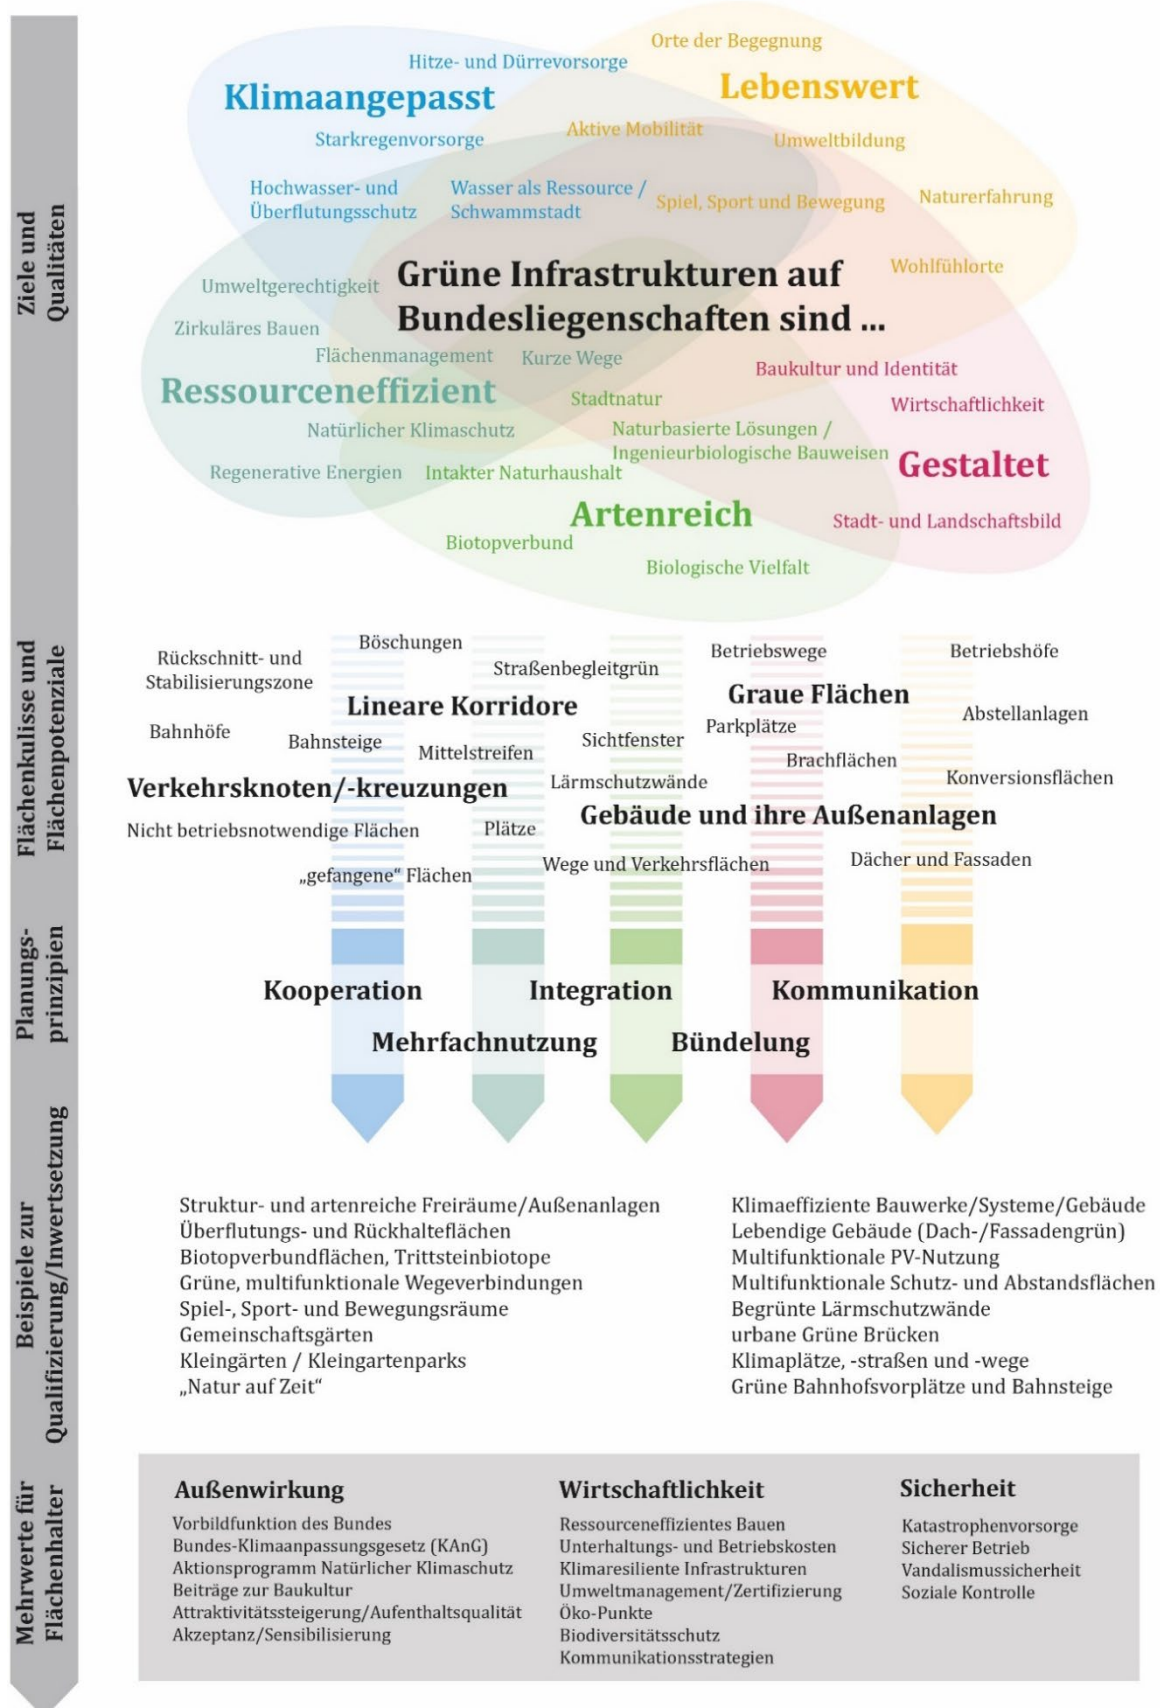 Ziele und
Qualitäten
Orte der Begegnung
Hitze- und Dürrevorsorge
Klimaangepasst
Lebenswert
Starkregenvorsorge
Aktive Mobilität
Umweltbildung
Hochwasser- und
Überflutungsschutz
Wasser als Ressource /
Schwammstadt
Spiel, Sport und Bewegung
Naturerfahrung
Wohlfühlorte
Grüne Infrastrukturen auf
Bundesliegenschaften sind ...
Umweltgerechtigkeit
Zirkuläres Bauen
Flächenmanagement
Kurze Wege
Ressourceneffizient
Baukultur und Identität
Stadtnatur
Wirtschaftlichkeit
Natürlicher Klimaschutz
Naturbasierte Lösungen /
Ingenieurbiologische Bauweisen
Gestaltet
Regenerative Energien
Intakter Naturhaushalt
Artenreich
Stadt- und Landschaftsbild
Biotopverbund
Biologische Vielfalt
Flächenkulisse und
Flächenpotenziale
Rückschnitt- und
Stabilisierungszone
Böschungen
Straßenbegleitgrün
Betriebswege
Betriebshöfe
Lineare Korridore
Graue Flächen
Abstellanlagen
Bahnhöfe
Bahnsteige
Mittelstreifen
Sichtfenster
Parkplätze
Brachflächen
Verkehrsknoten/-kreuzungen
Lärmschutzwände
Konversionsflächen
Gebäude und ihre Außenanlagen
Nicht betriebsnotwendige Flächen
Plätze
„gefangene“ Flächen
Wege und Verkehrsflächen
Dächer und Fassaden
Planungs-
prinzipien
Kooperation
Integration
Kommunikation
Mehrfachnutzung
Bündelung
Beispiele zur
Qualifizierung/Inwertsetzung
Struktur- und artenreiche Freiräume/Außenanlagen
Überflutungs- und Rückhalteflächen
Biotopverbundflächen, Trittsteinbiotope
Grüne, multifunktionale Wegeverbindungen
Spiel-, Sport- und Bewegungsräume
Gemeinschaftsgärten
Kleingärten / Kleingartenparks
„Natur auf Zeit“
Klimaeffiziente Bauwerke/Systeme/Gebäude
Lebendige Gebäude (Dach-/Fassadengrün)
Multifunktionale PV-Nutzung
Multifunktionale Schutz- und Abstandsflächen
Begrünte Lärmschutzwände
urbane Grüne Brücken
Klimaplätze, -straßen und -wege
Grüne Bahnhofsvorplätze und Bahnsteige
Mehrwerte für
Flächenhalter
Außenwirkung
Vorbildfunktion des Bundes
Bundes-Klimaanpassungsgesetz (KAnG)
Aktionsprogramm Natürlicher Klimaschutz
Beiträge zur Baukultur
Attraktivitätssteigerung/Aufenthaltsqualität
Akzeptanz/Sensibilisierung
Wirtschaftlichkeit
Ressourceneffizientes Bauen
Unterhaltungs- und Betriebskosten
Klimaresiliente Infrastrukturen
Umweltmanagement/Zertifizierung
Öko-Punkte
Biodiversitätsschutz
Kommunikationsstrategien
Sicherheit
Katastrophenvorsorge
Sicherer Betrieb
Vandalismussicherheit
Soziale Kontrolle